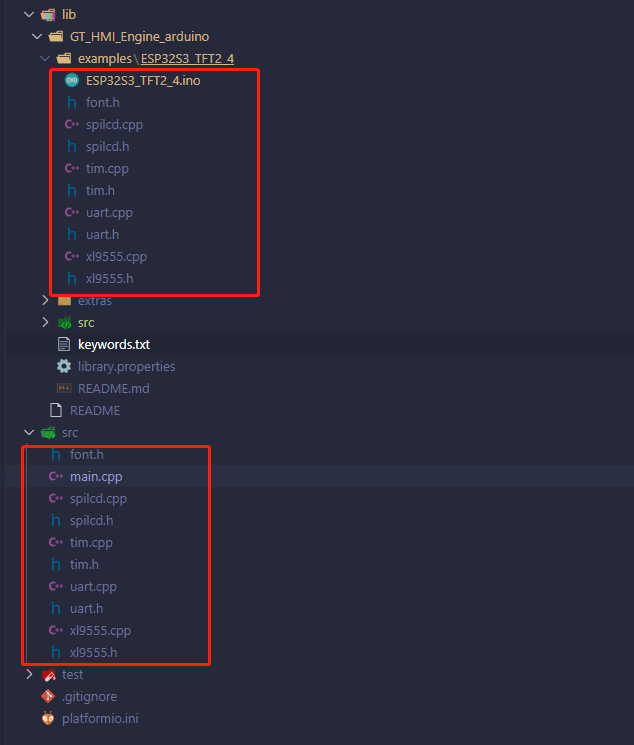 lib
GT_HMI_Engine_arduino
examples\ESP32S3_TFT2_4
ESP32S3_TFT2_4.ino
font.h
spilcd.cpp
spilcd.h
tim.cpp
tim.h
uart.cpp
uart.h
xl9555.cpp
xl9555.h
extras
src
keywords.txt
library.properties
README.md
README
src
font.h
main.cpp
spilcd.cpp
spilcd.h
tim.cpp
tim.h
uart.cpp
uart.h
xl9555.cpp
xl9555.h
test
.gitignore
platformio.ini